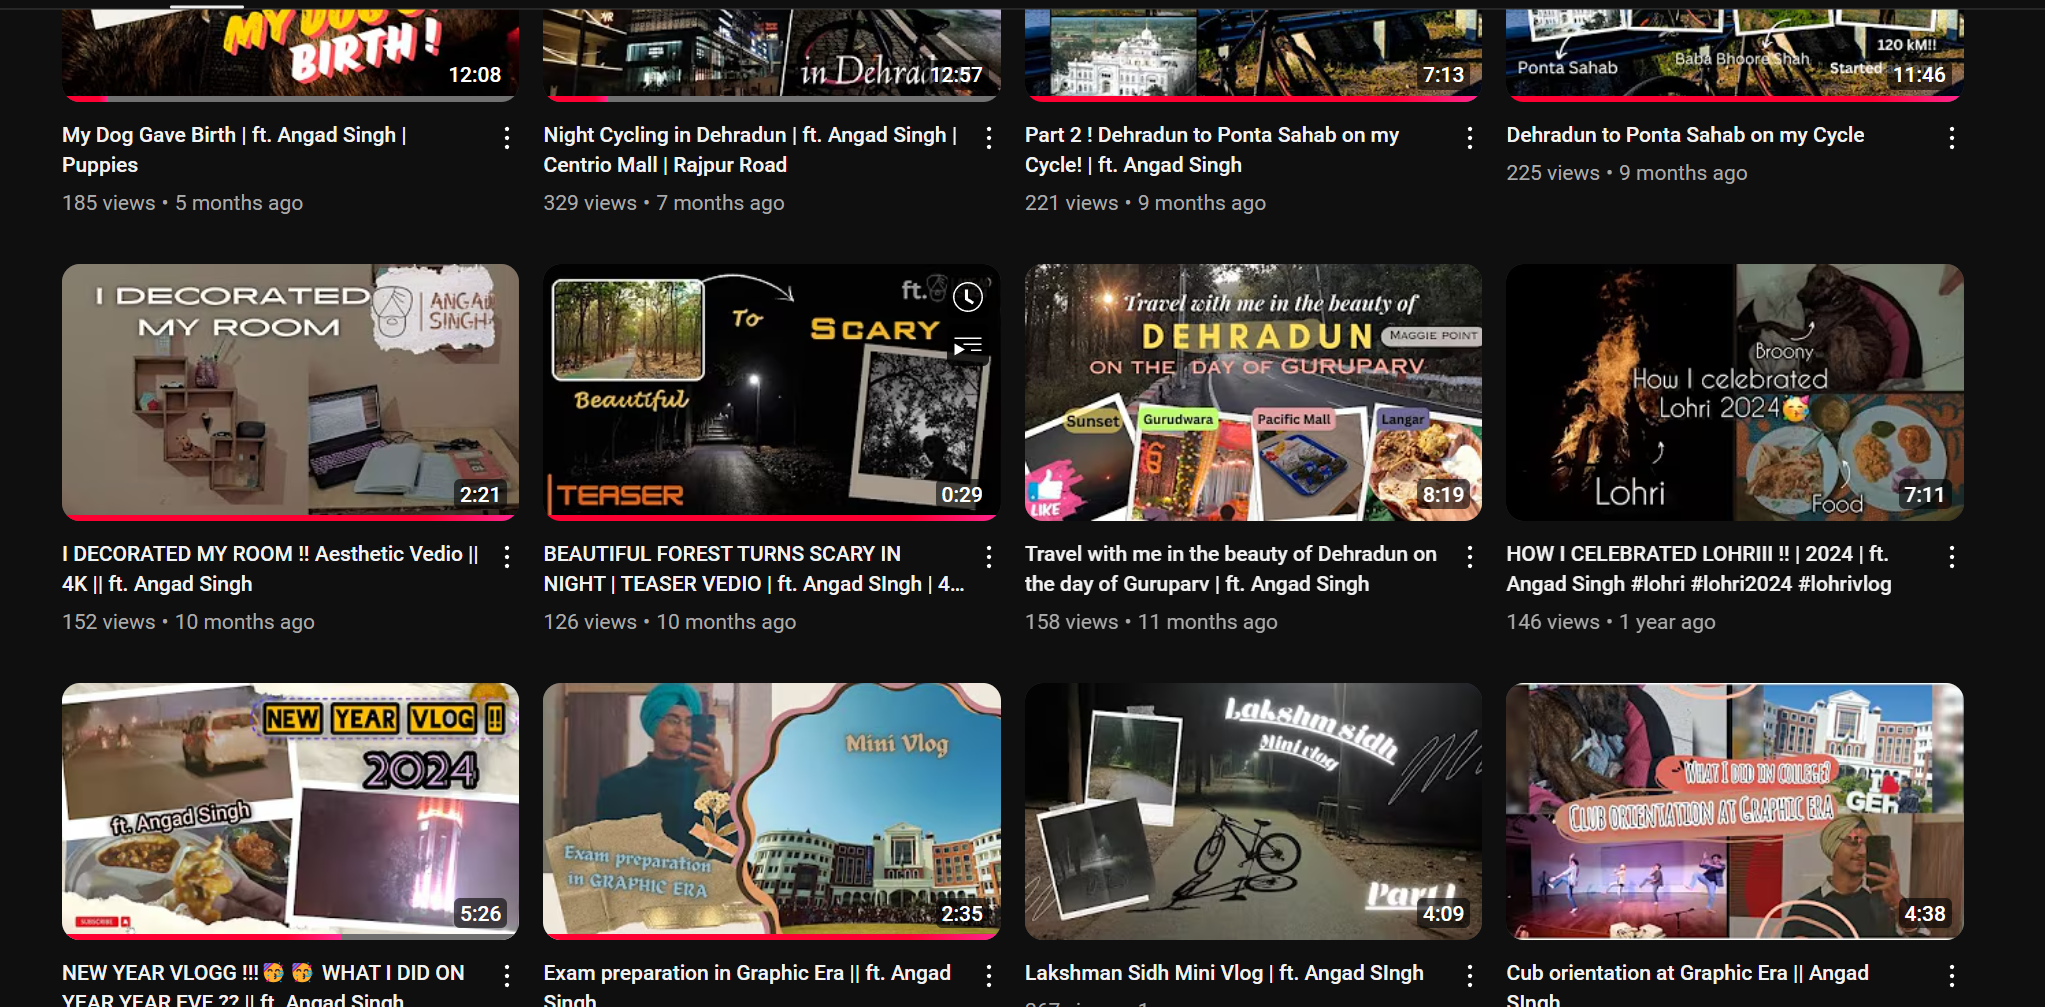 MY DOG
BIRTH!
12:08
in Dehrad
12:57
7:13
Ponta Sahab
Baba Bhoore Shah
120 kM!!
Started
11:46
My Dog Gave Birth | ft. Angad Singh |
Puppies
185 views • 5 months ago
Night Cycling in Dehradun | ft. Angad Singh |
Centrio Mall | Rajpur Road
329 views • 7 months ago
Part 2 ! Dehradun to Ponta Sahab on my
Cycle! | ft. Angad Singh
221 views • 9 months ago
Dehradun to Ponta Sahab on my Cycle
225 views • 9 months ago
I DECORATED
MY ROOM
ANGAD
SINGH
2:21
Beautiful
To
SCARY
ft.
TEASER
0:29
Travel with me in the beauty of
DEHRADUN
MAGGIE POINT
ON THE DAY OF GURUPARV
Sunset
Gurudwara
Pacific Mall
Langar
LIKE
8:19
Broony
How I celebrated
Lohri 2024🥳
Lohri
Food
7:11
I DECORATED MY ROOM !! Aesthetic Vedio ||
4K || ft. Angad Singh
152 views • 10 months ago
BEAUTIFUL FOREST TURNS SCARY IN
NIGHT | TEASER VEDIO | ft. Angad SIngh | 4...
126 views • 10 months ago
Travel with me in the beauty of Dehradun on
the day of Guruparv | ft. Angad Singh
158 views • 11 months ago
HOW I CELEBRATED LOHRIII !! | 2024 | ft.
Angad Singh #lohri #lohri2024 #lohrivlog
146 views • 1 year ago
NEW YEAR VLOG !!
2024
ft. Angad Singh
SUBSCRIBE
5:26
Mini Vlog
Exam preparation
in GRAPHIC ERA
2:35
Lakshm sidh
Mini vlog
Part 1
4:09
WHAT I DID IN COLLEGE?
CLUB ORIENTATION AT GRAPHIC ERA
I
GEH
4:38
NEW YEAR VLOGG !!!🥳 🥳 WHAT I DID ON
YEAR YEAR EVE ?? || ft. Angad Singh
Exam preparation in Graphic Era || ft. Angad
Singh
Lakshman Sidh Mini Vlog | ft. Angad SIngh
Cub orientation at Graphic Era || Angad
SIngh